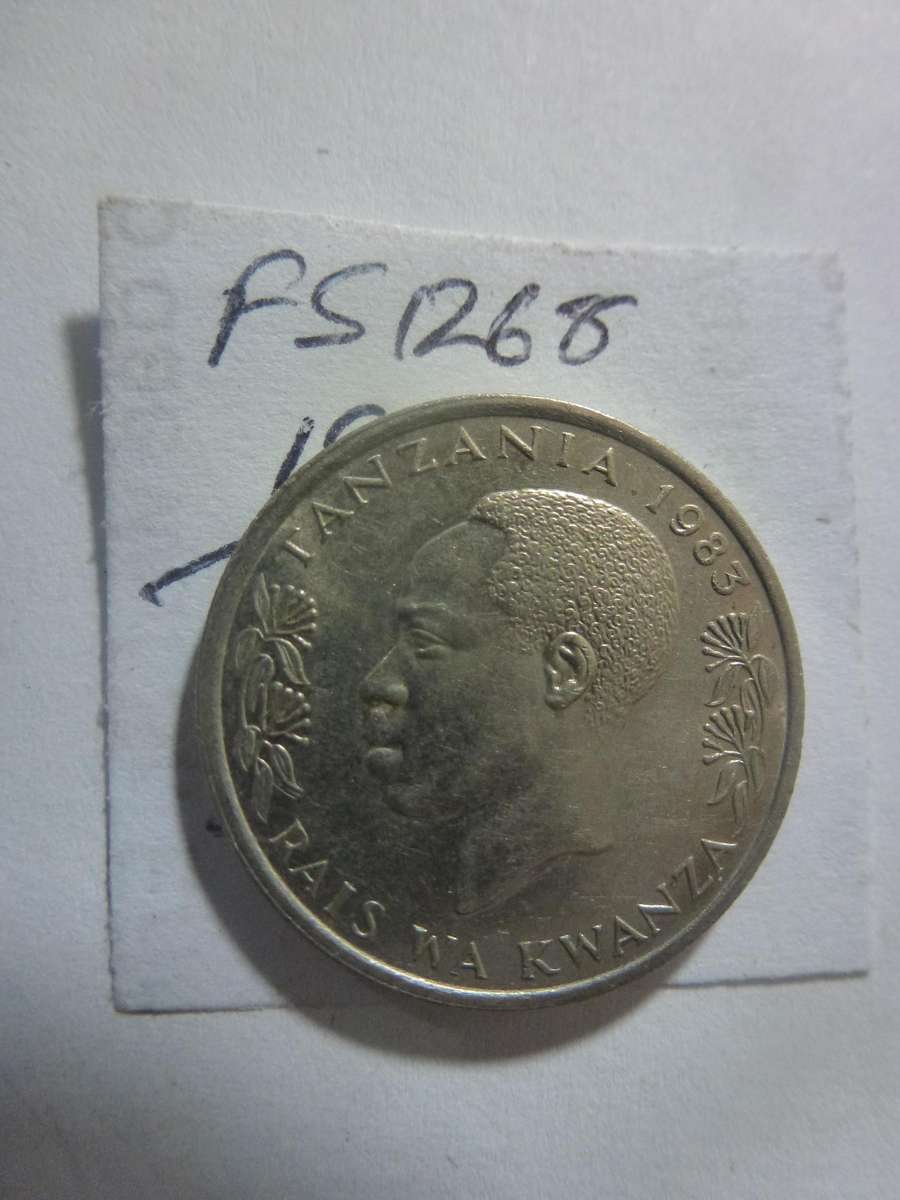 FS1268
TANZANIA 1983
RAIS WA KWANZA